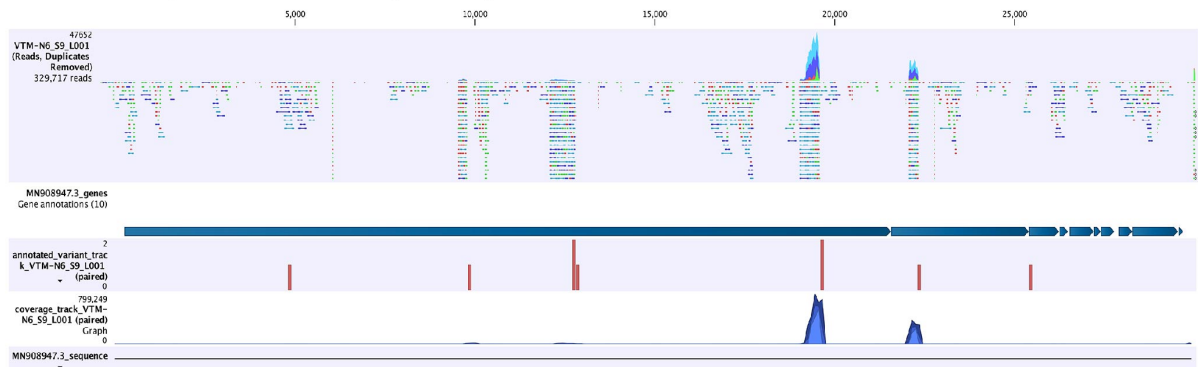 5,000 10,000 15,000 20,000 25,000
47652
VTM-N6_S9_L001
(Reads, Duplicates
Removed)
329,717 reads
MN908947.3_genes
Gene annotations (10)
2
annotated_variant_trac
k_VTM-N6_S9_L001
(paired)
0
799,249
coverage_track_VTM-
N6_S9_L001 (paired)
Graph
0
MN908947.3_sequence